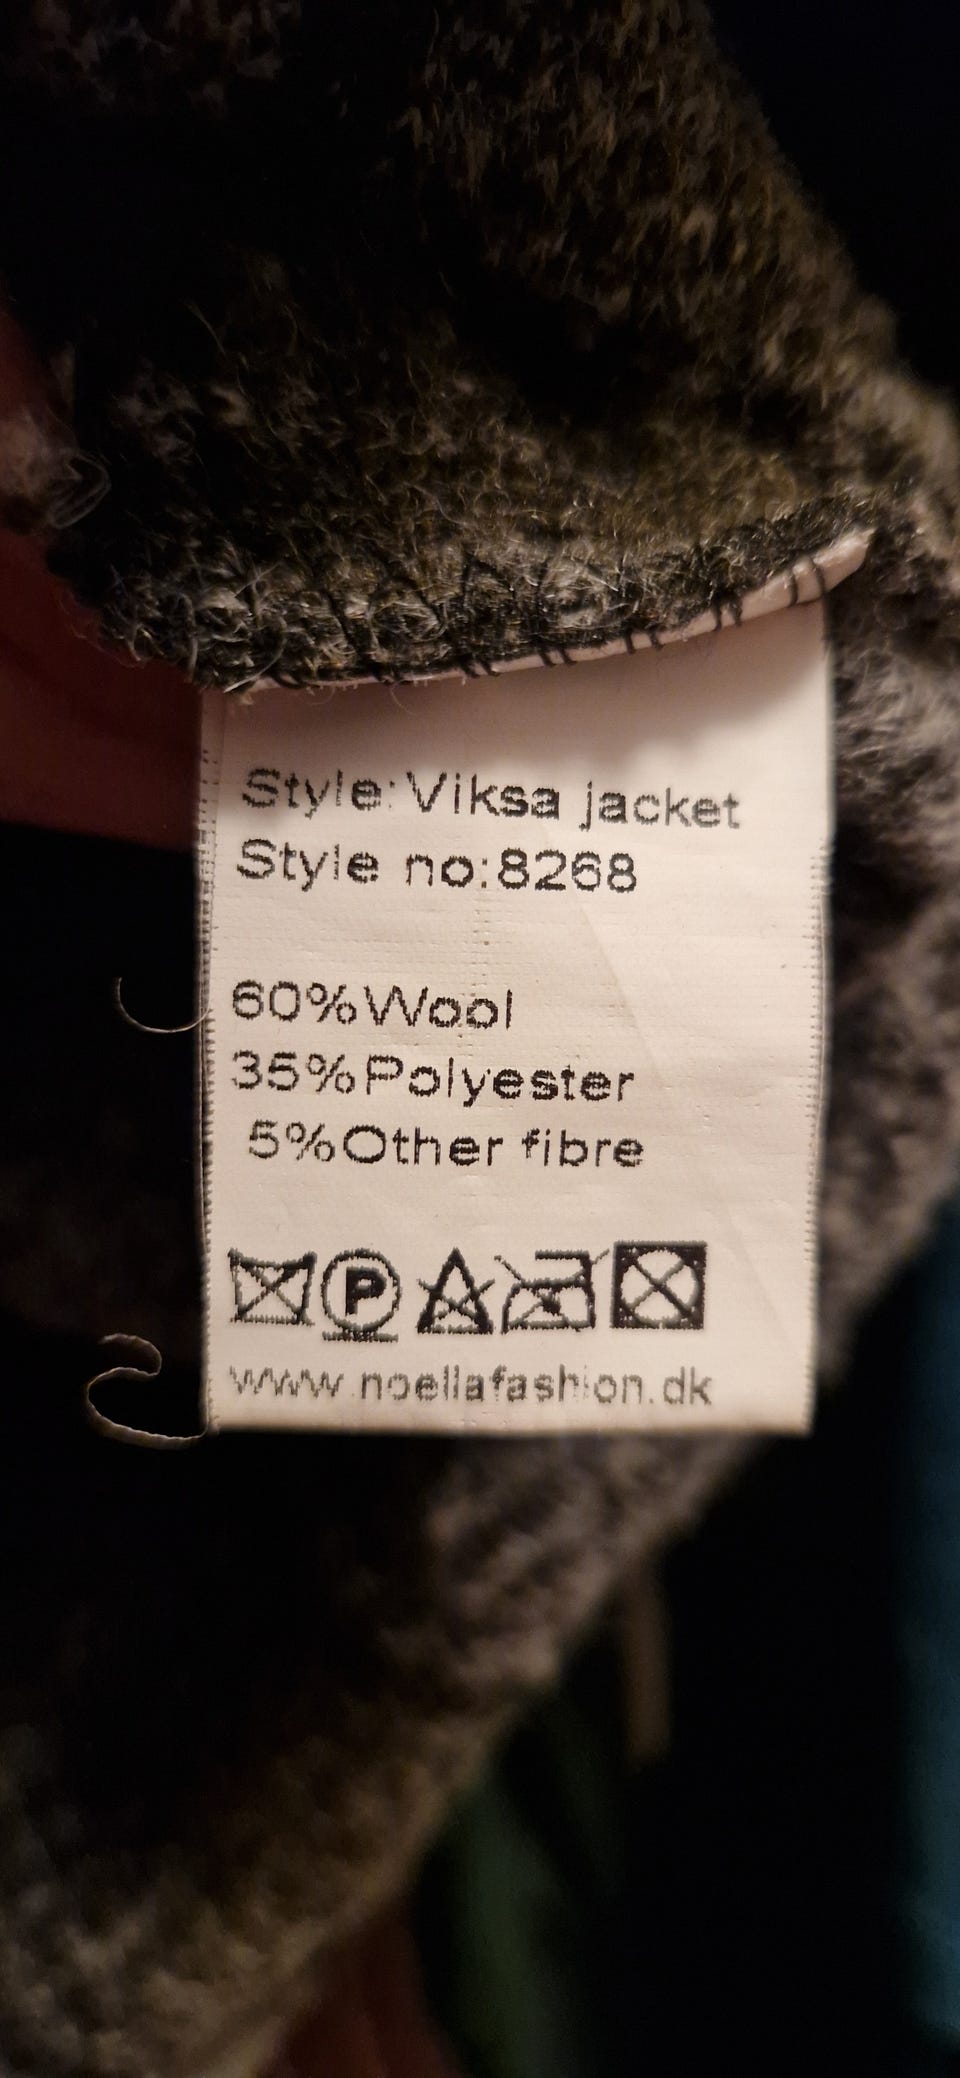 Style: Viksa jacket
Style no:8268
60%Wool
35%Polyester
5%Other fibre
P
www.noellafashion.dk